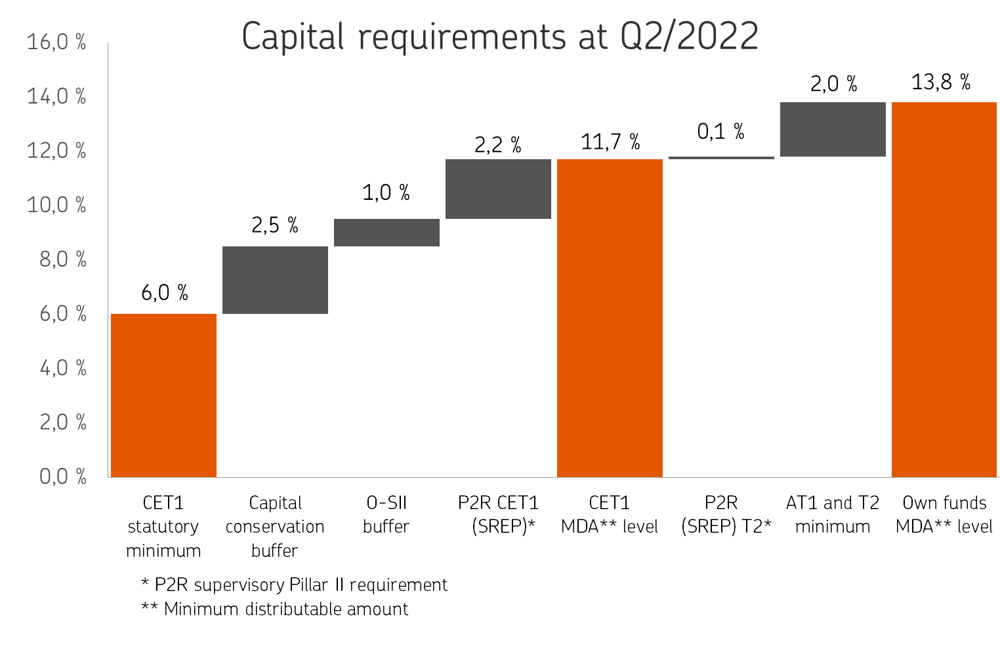 Capital requirements at Q2/2022
16,0 %
14,0 %
12,0 %
10,0 %
8,0 %
6,0 %
4,0 %
2,0 %
0,0 %
6,0 %
2,5 %
1,0 %
2,2 %
11,7 %
0,1 %
2,0 %
13,8 %
CET1
statutory
minimum
Capital
conservation
buffer
O-SII
buffer
P2R CET1
(SREP)*
CET1
MDA** level
P2R
(SREP) T2*
AT1 and T2
minimum
Own funds
MDA** level
* P2R supervisory Pillar II requirement
** Minimum distributable amount